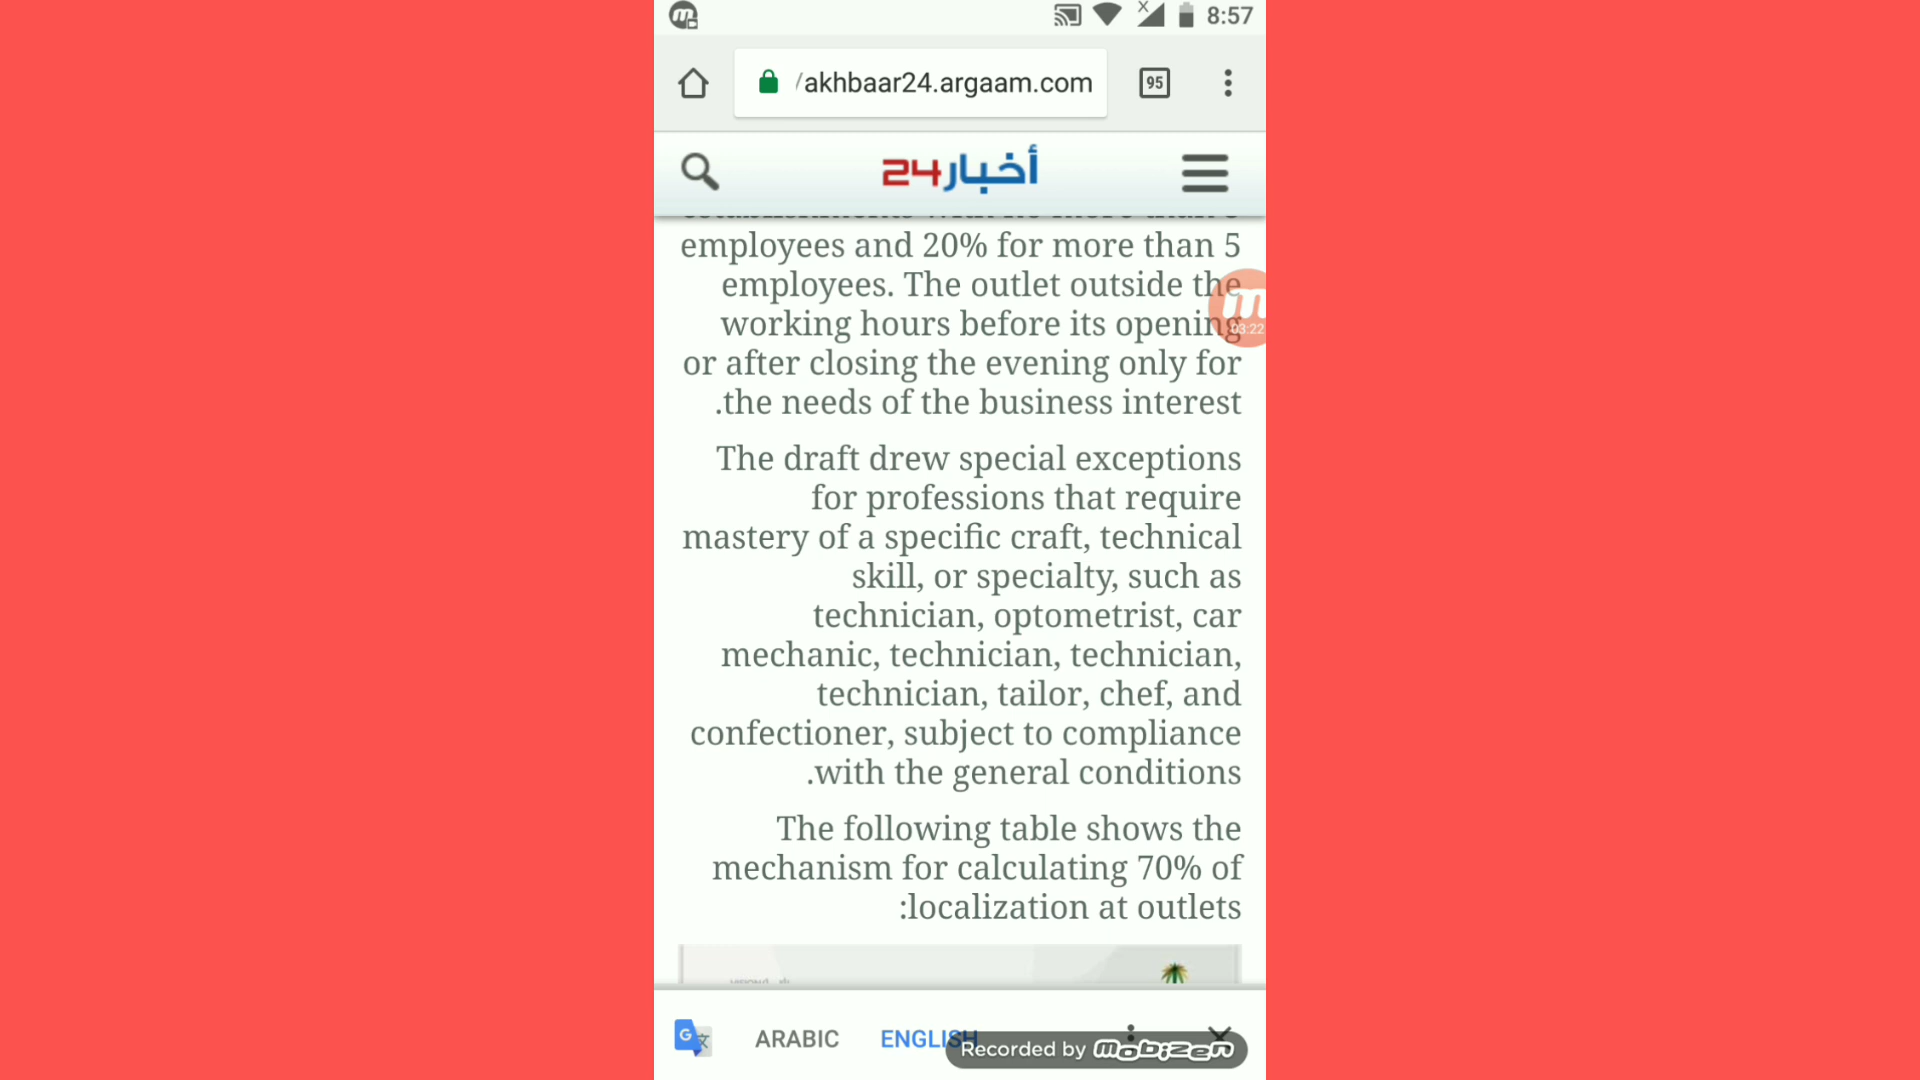 8:57
/akhbaar24.argaam.com
95
أخبار24
employees and 20% for more than 5
employees. The outlet outside the
working hours before its opening
or after closing the evening only for
.the needs of the business interest
The draft drew special exceptions
for professions that require
mastery of a specific craft, technical
skill, or specialty, such as
technician, optometrist, car
mechanic, technician, technician,
technician, tailor, chef, and
confectioner, subject to compliance
.with the general conditions
The following table shows the
mechanism for calculating 70% of
:localization at outlets
03:22
ARABIC
ENGLISH
Recorded by mobizen